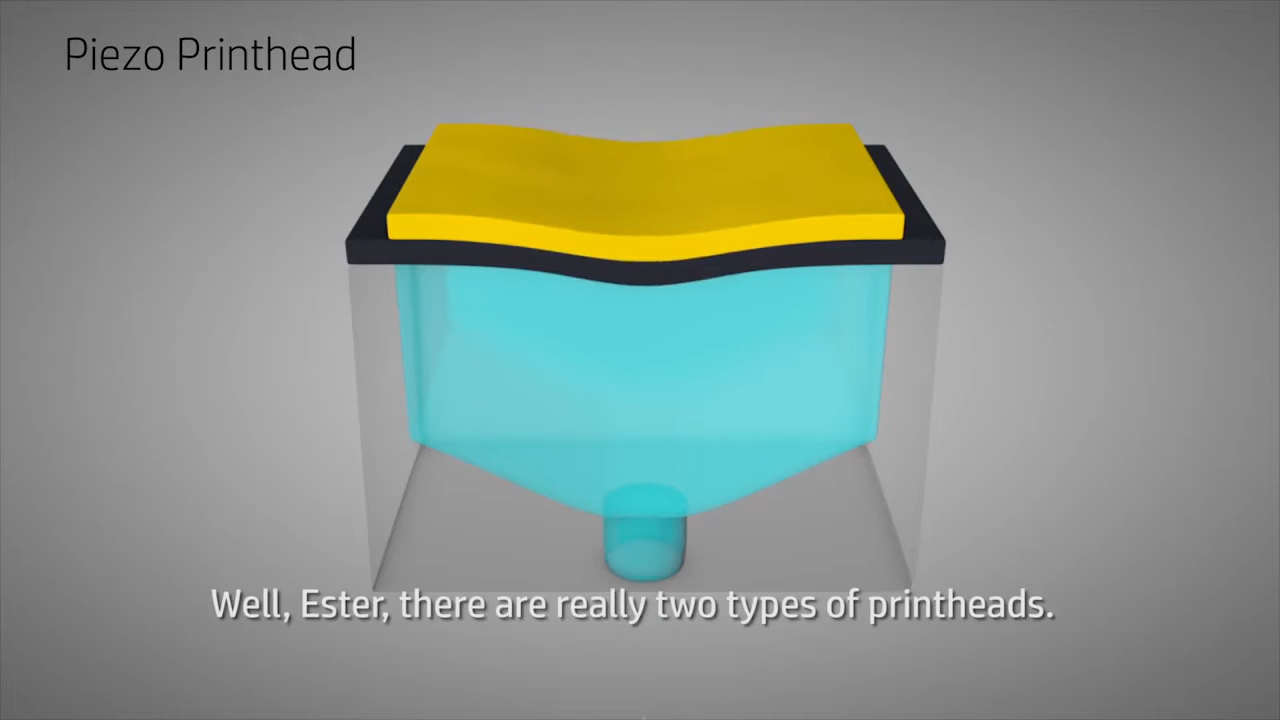 Piezo Printhead
Well, Ester, there are really two types of printheads.